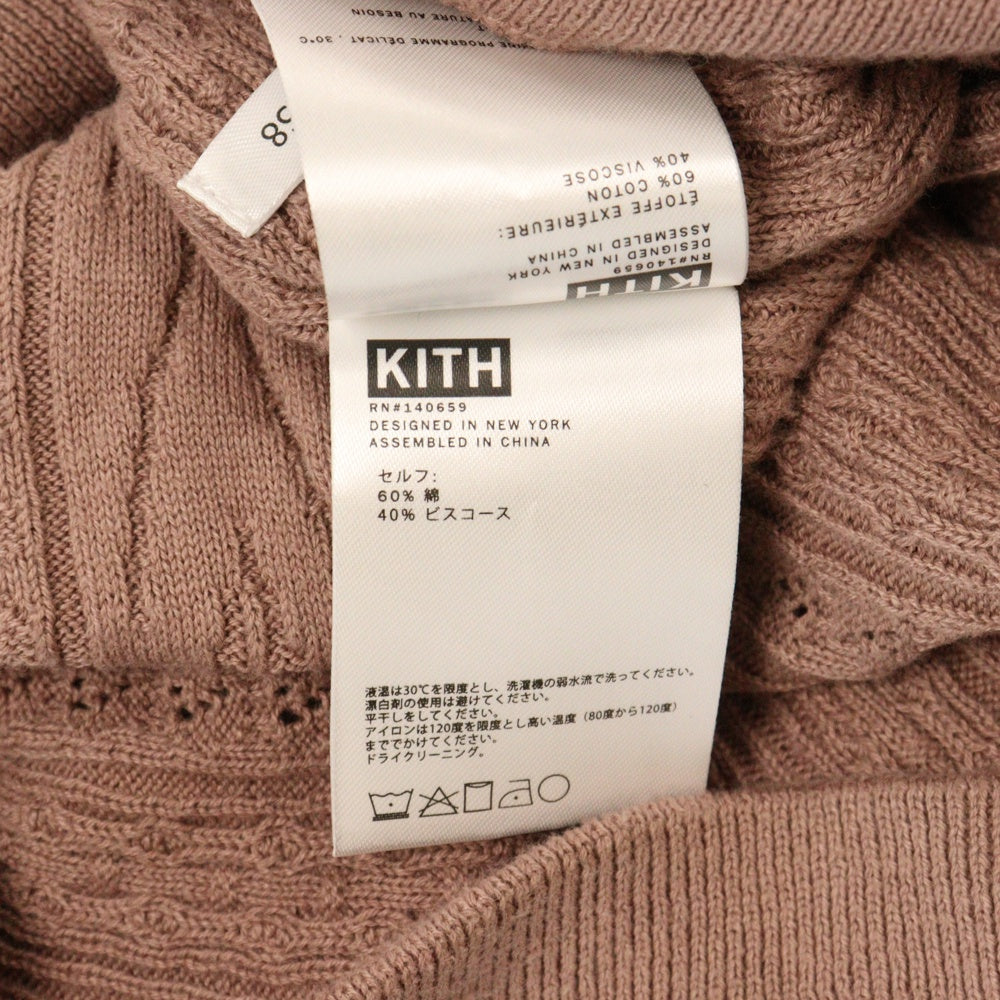 NATURE AU BESOIN
PROGRAMME DÉLICAT , 30°C
40% VISCOSE
60% COTON
ÉTOFFE EXTÉRIEURE:
ASSEMBLED IN CHINA
DESIGNED IN NEW YORK
RN#140659
KITH
KITH
RN#140659
DESIGNED IN NEW YORK
ASSEMBLED IN CHINA
セルフ:
60% 綿
40% ビスコース
液温は30℃を限度とし、洗濯機の弱水流で洗ってください。
漂白剤の使用は避けてください。
平干しをしてください。
アイロンは120度を限度とし高い温度（80度から120度）
まででかけてください。
ドライクリーニング。